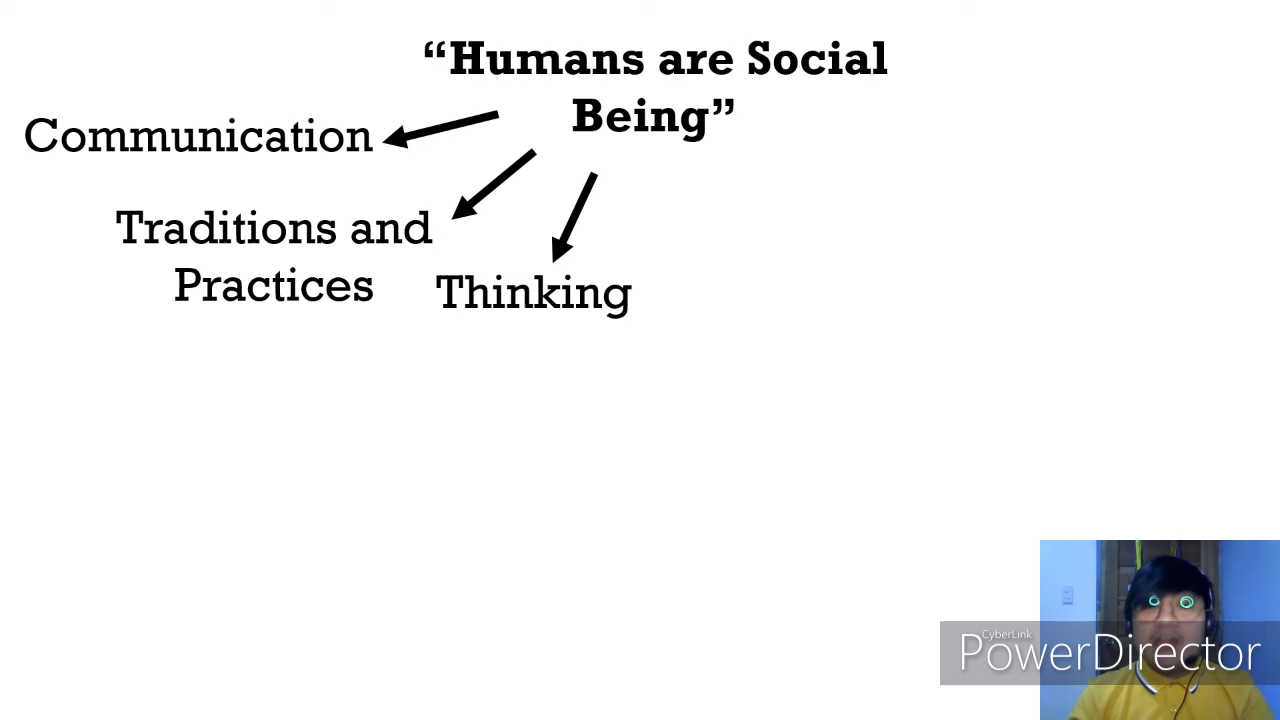 “Humans are Social
Being”
Communication
Traditions and
Practices
Thinking
CyberLink
PowerDirector